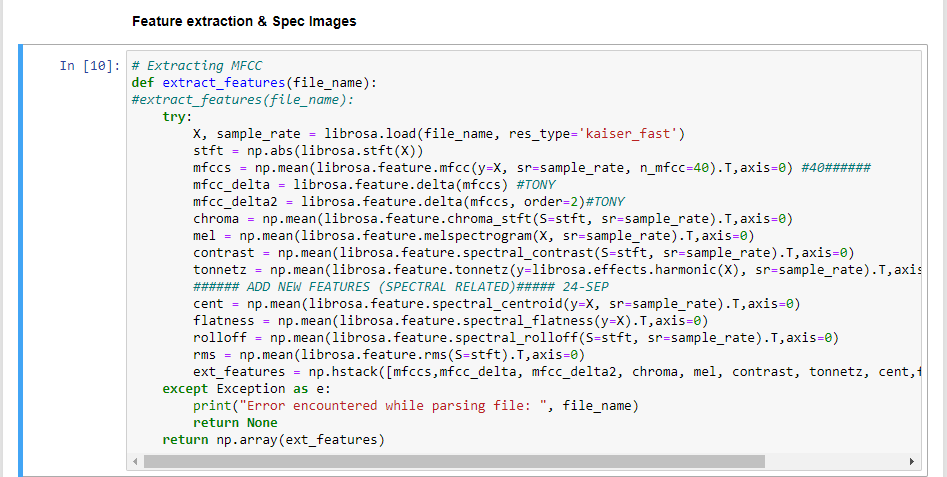 Feature extraction & Spec Images
In [10]: # Extracting MFCC
def extract_features(file_name):
#extract_features(file_name):
    try:
        X, sample_rate = librosa.load(file_name, res_type='kaiser_fast')
        stft = np.abs(librosa.stft(X))
        mfccs = np.mean(librosa.feature.mfcc(y=X, sr=sample_rate, n_mfcc=40).T,axis=0) #40######
        mfcc_delta = librosa.feature.delta(mfccs) #TONY
        mfcc_delta2 = librosa.feature.delta(mfccs, order=2)#TONY
        chroma = np.mean(librosa.feature.chroma_stft(S=stft, sr=sample_rate).T,axis=0)
        mel = np.mean(librosa.feature.melspectrogram(X, sr=sample_rate).T,axis=0)
        contrast = np.mean(librosa.feature.spectral_contrast(S=stft, sr=sample_rate).T,axis=0)
        tonnetz = np.mean(librosa.feature.tonnetz(y=librosa.effects.harmonic(X), sr=sample_rate).T,axis
        ###### ADD NEW FEATURES (SPECTRAL RELATED)##### 24-SEP
        cent = np.mean(librosa.feature.spectral_centroid(y=X, sr=sample_rate).T,axis=0)
        flatness = np.mean(librosa.feature.spectral_flatness(y=X).T,axis=0)
        rolloff = np.mean(librosa.feature.spectral_rolloff(S=stft, sr=sample_rate).T,axis=0)
        rms = np.mean(librosa.feature.rms(S=stft).T,axis=0)
        ext_features = np.hstack([mfccs,mfcc_delta, mfcc_delta2, chroma, mel, contrast, tonnetz, cent,
    except Exception as e:
        print("Error encountered while parsing file: ", file_name)
        return None
    return np.array(ext_features)